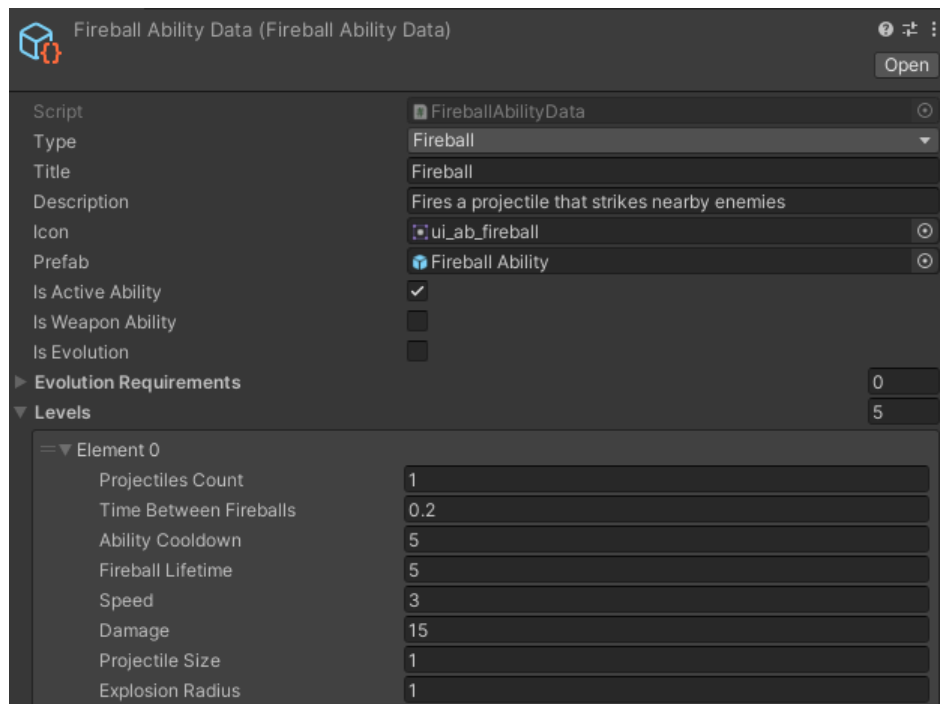 Fireball Ability Data (Fireball Ability Data)
Open
Script FireballAbilityData
Type Fireball
Title Fireball
Description Fires a projectile that strikes nearby enemies
Icon ui_ab_fireball
Prefab Fireball Ability
Is Active Ability
Is Weapon Ability
Is Evolution
Evolution Requirements 0
Levels 5
Element 0
Projectiles Count 1
Time Between Fireballs 0.2
Ability Cooldown 5
Fireball Lifetime 5
Speed 3
Damage 15
Projectile Size 1
Explosion Radius 1